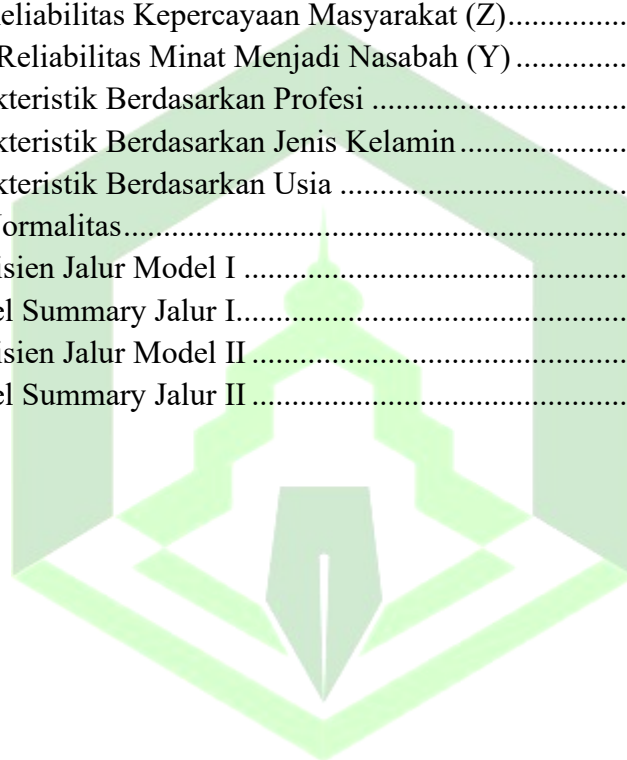 eliabilitas Kepercayaan Masyarakat (Z)................
Reliabilitas Minat Menjadi Nasabah (Y)...............
kteristik Berdasarkan Profesi ................................
kteristik Berdasarkan Jenis Kelamin.....................
kteristik Berdasarkan Usia ....................................
Normalitas...............................................................
isien Jalur Model I ................................................
el Summary Jalur I.................................................
isien Jalur Model II ...............................................
el Summary Jalur II ...............................................